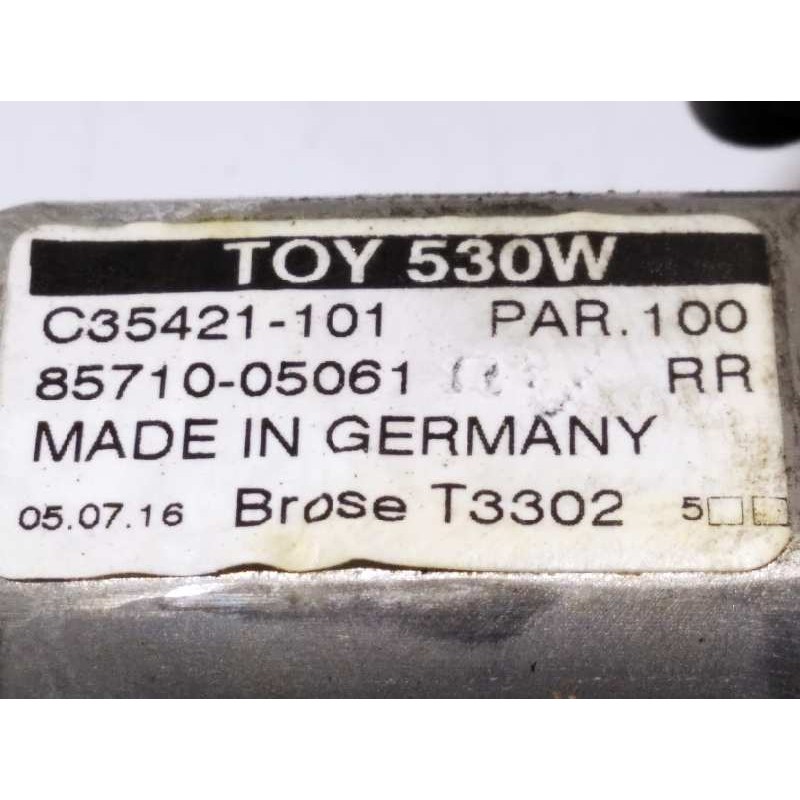 TOY 530W
C35421-101 PAR.100
85710-05061 RR
MADE IN GERMANY
05.07.16 Brose T3302 5